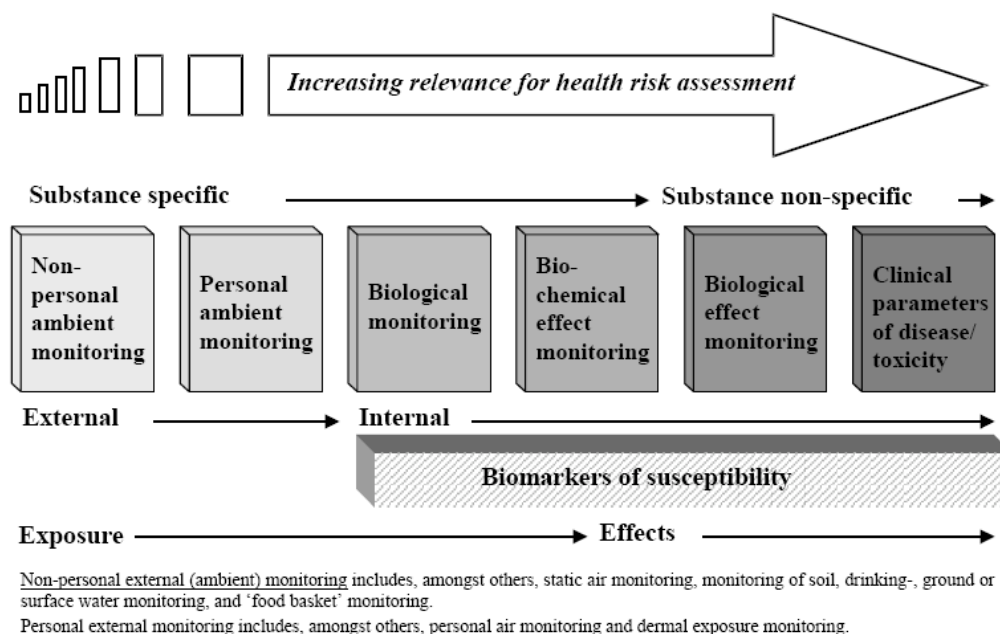 Increasing relevance for health risk assessment
Substance specific
Substance non-specific
Non-
personal
ambient
monitoring
Personal
ambient
monitoring
Biological
monitoring
Bio-
chemical
effect
monitoring
Biological
effect
monitoring
Clinical
parameters
of disease/
toxicity
External
Internal
Biomarkers of susceptibility
Exposure
Effects
Non-personal external (ambient) monitoring includes, amongst others, static air monitoring, monitoring of soil, drinking-, ground or
surface water monitoring, and ‘food basket’ monitoring.
Personal external monitoring includes, amongst others, personal air monitoring and dermal exposure monitoring.